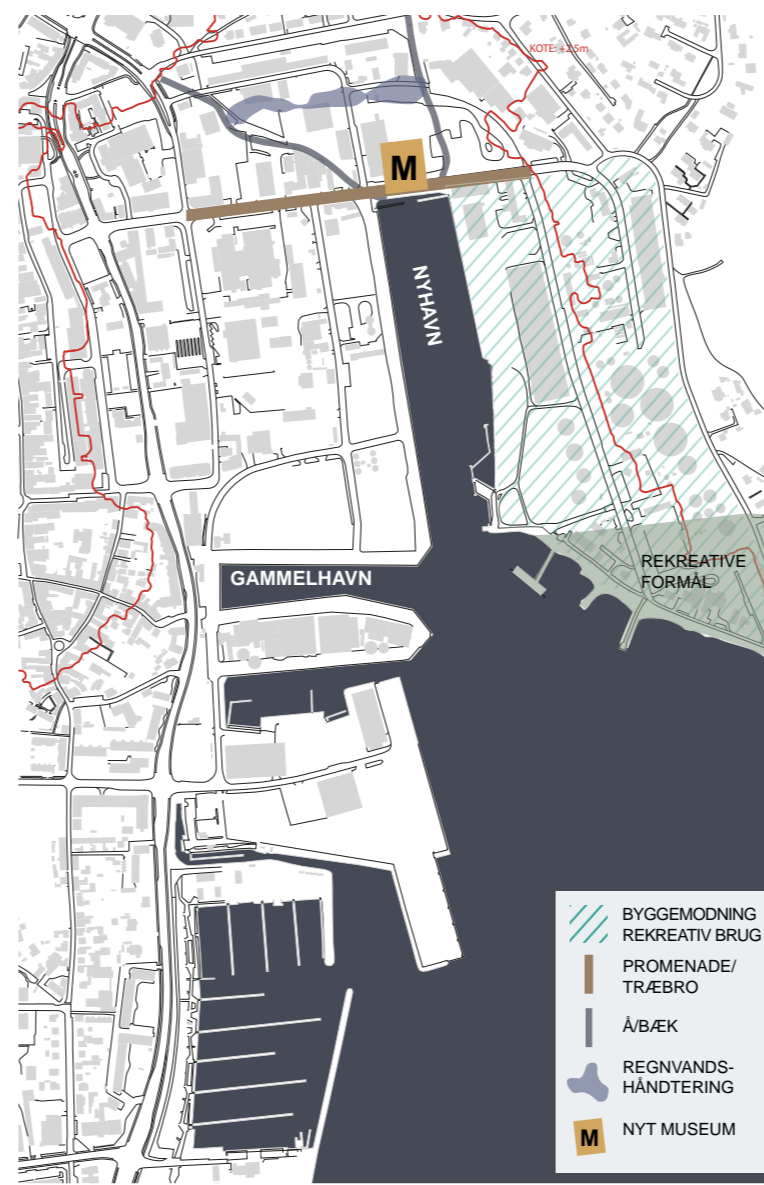 KOTE: +2.5m
M
NYHAVN
REKREATIVE
FORMÅL
GAMMELHAVN
BYGGEMODNING
REKREATIV BRUG
PROMENADE/
TRÆBRO
Å/BÆK
REGNVANDS-
HÅNDTERING
M
NYT MUSEUM